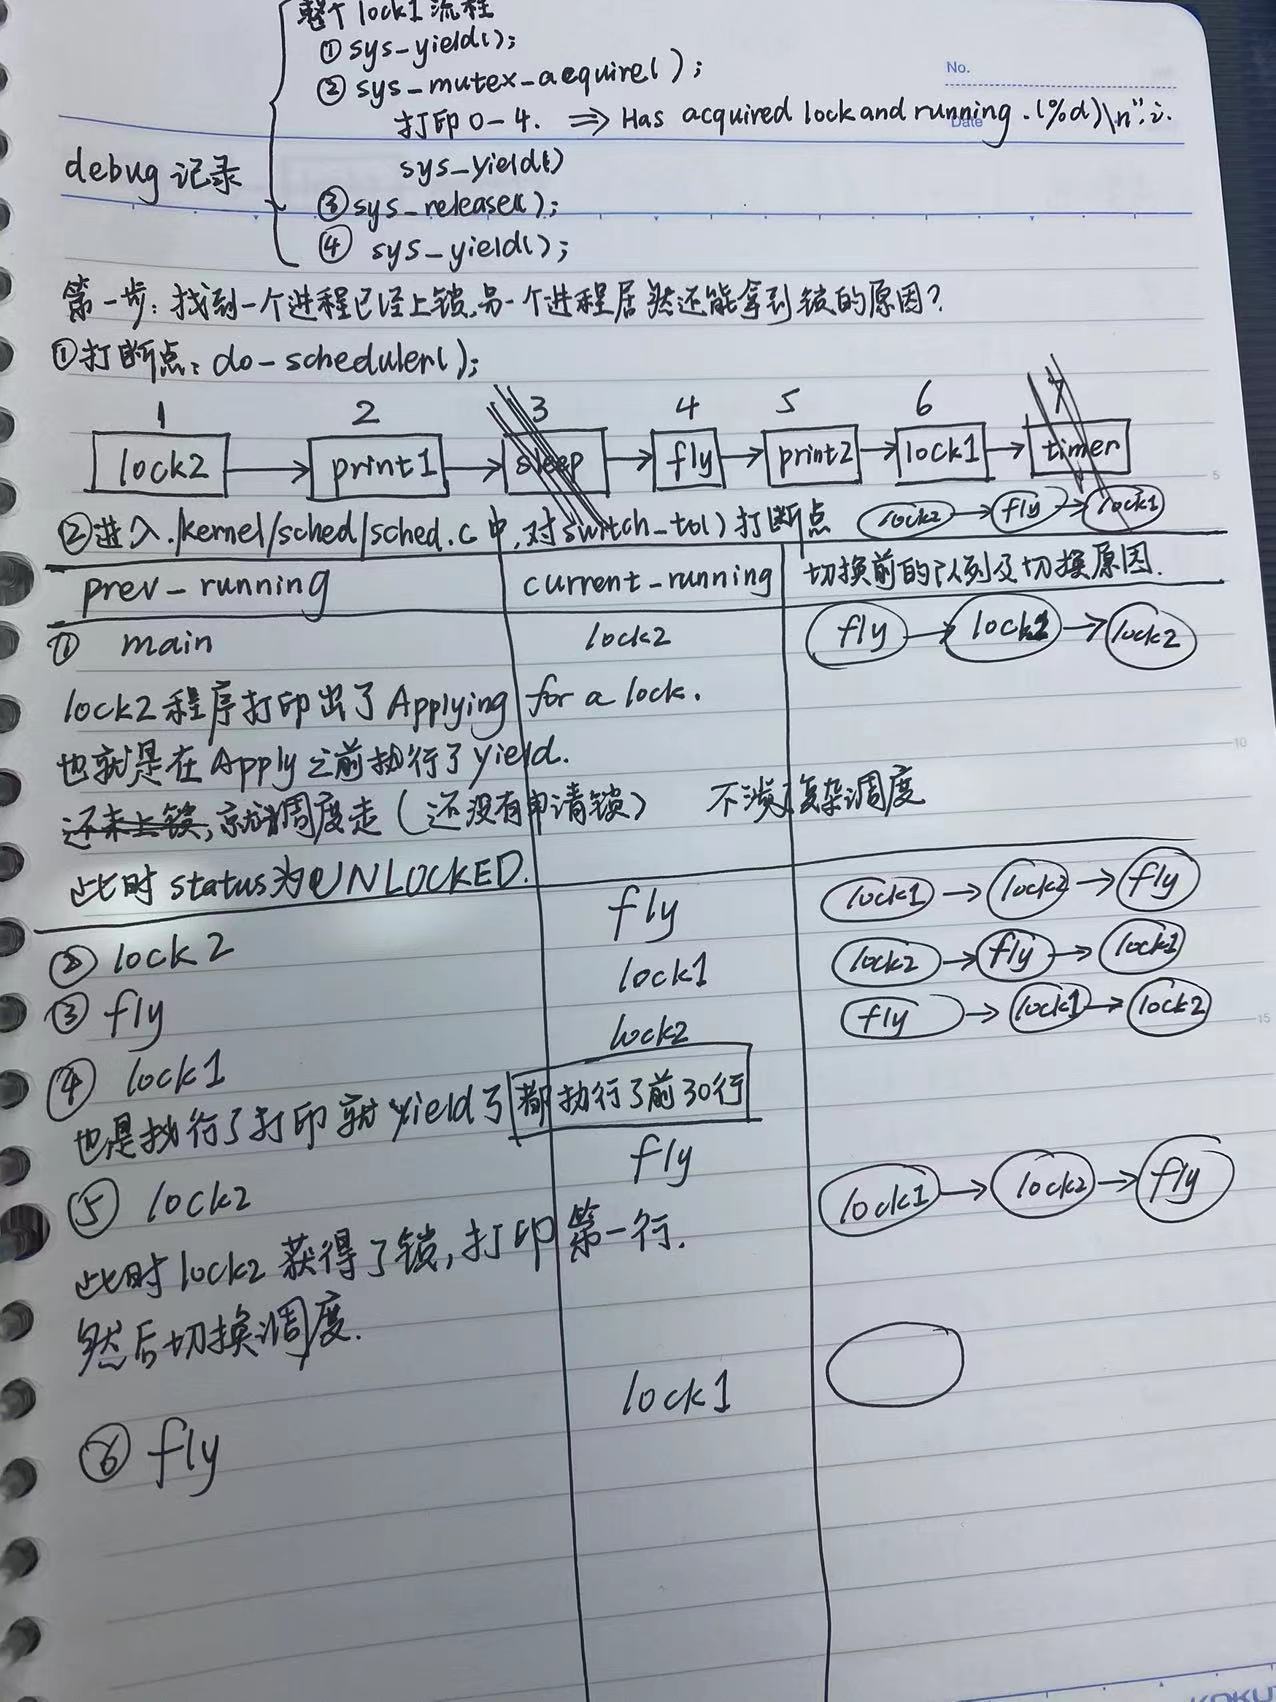 整个lock1流程
① sys_yield();
② sys_mutex_aequire();
打印0-4. ⇒ Has acquired lock and running.(%d)\n",i.
sys_yield()
③ sys_release();
④ sys_yield();
debug 记录
No.
Date
第一步：找到一个进程已经上锁,另一个进程居然还能拿到锁的原因?
①打断点: do-scheduler();
1 2 3 4 5 6 7
lock2 → print1 → sleep → fly → print2 → lock1 → timer
②进入./kernel/sched/sched.c中,对switch_to()打断点 lock2 → fly → lock1
prev_running current_running 切换前的队列及切换原因.
① main lock2 fly → lock1 → lock2
lock2程序打印出了Applying for a lock.
也就是在Apply之前执行了yield.
还未上锁, 就调度走(还没有申请锁) 不涉及复杂调度
此时status为UNLOCKED.
② lock2 fly lock1 → lock2 → fly
③ fly lock1 lock2 → fly → lock1
④ lock1 lock2 fly → lock1 → lock2
也是执行了打印就yield了 都执行了前30行
⑤ lock2 fly lock1 → lock2 → fly
此时lock2获得了锁,打印第一行.
然后切换调度.
⑥ fly lock1
5
10
15